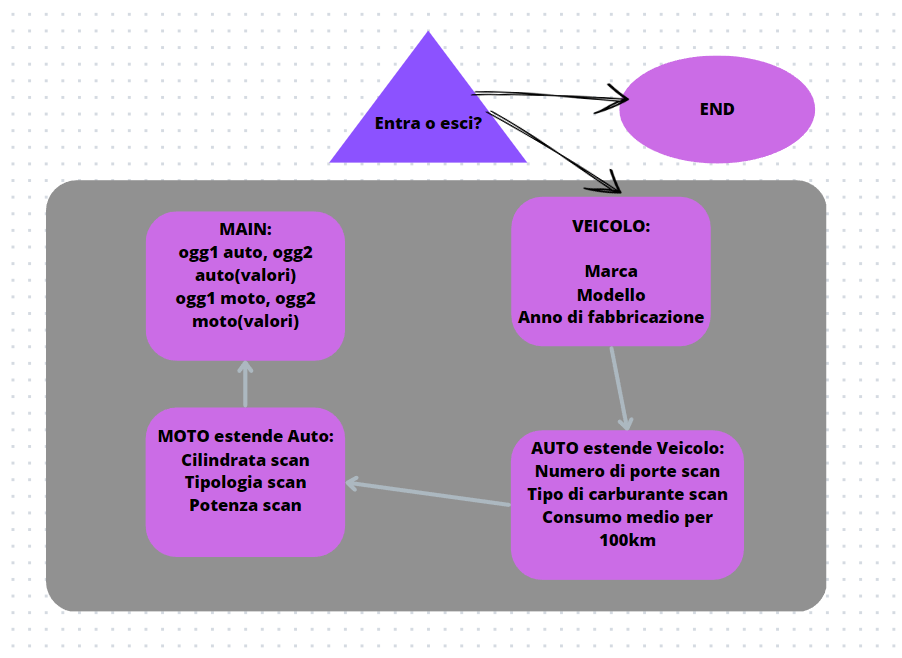 Entra o esci?
END
MAIN:
ogg1 auto, ogg2
auto(valori)
ogg1 moto, ogg2
moto(valori)
VEICOLO:
Marca
Modello
Anno di fabbricazione
MOTO estende Auto:
Cilindrata scan
Tipologia scan
Potenza scan
AUTO estende Veicolo:
Numero di porte scan
Tipo di carburante scan
Consumo medio per
100km